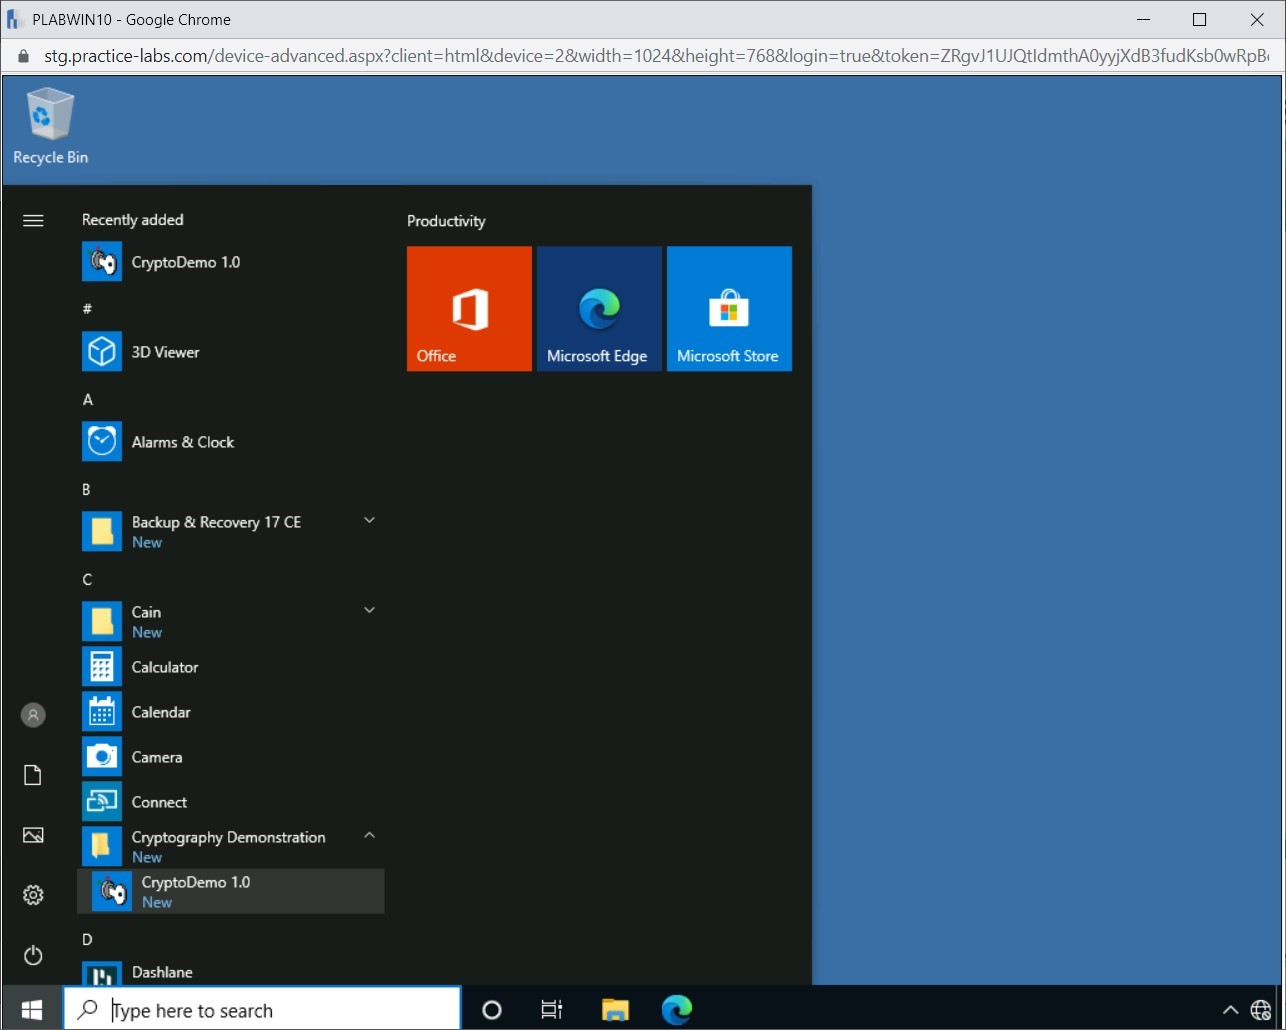 PLABWIN10 - Google Chrome
stg.practice-labs.com/device-advanced.aspx?client=html&device=2&width=1024&height=768&login=true&token=ZRgvJ1UJQtIdmthA0yyjXdB3fudKsb0wRpB
Recycle Bin
Recently added
CryptoDemo 1.0
#
3D Viewer
A
Alarms & Clock
B
Backup & Recovery 17 CE
New
C
Cain
New
Calculator
Calendar
Camera
Connect
Cryptography Demonstration
New
CryptoDemo 1.0
New
D
Dashlane
Productivity
Office
Microsoft Edge
Microsoft Store
Type here to search